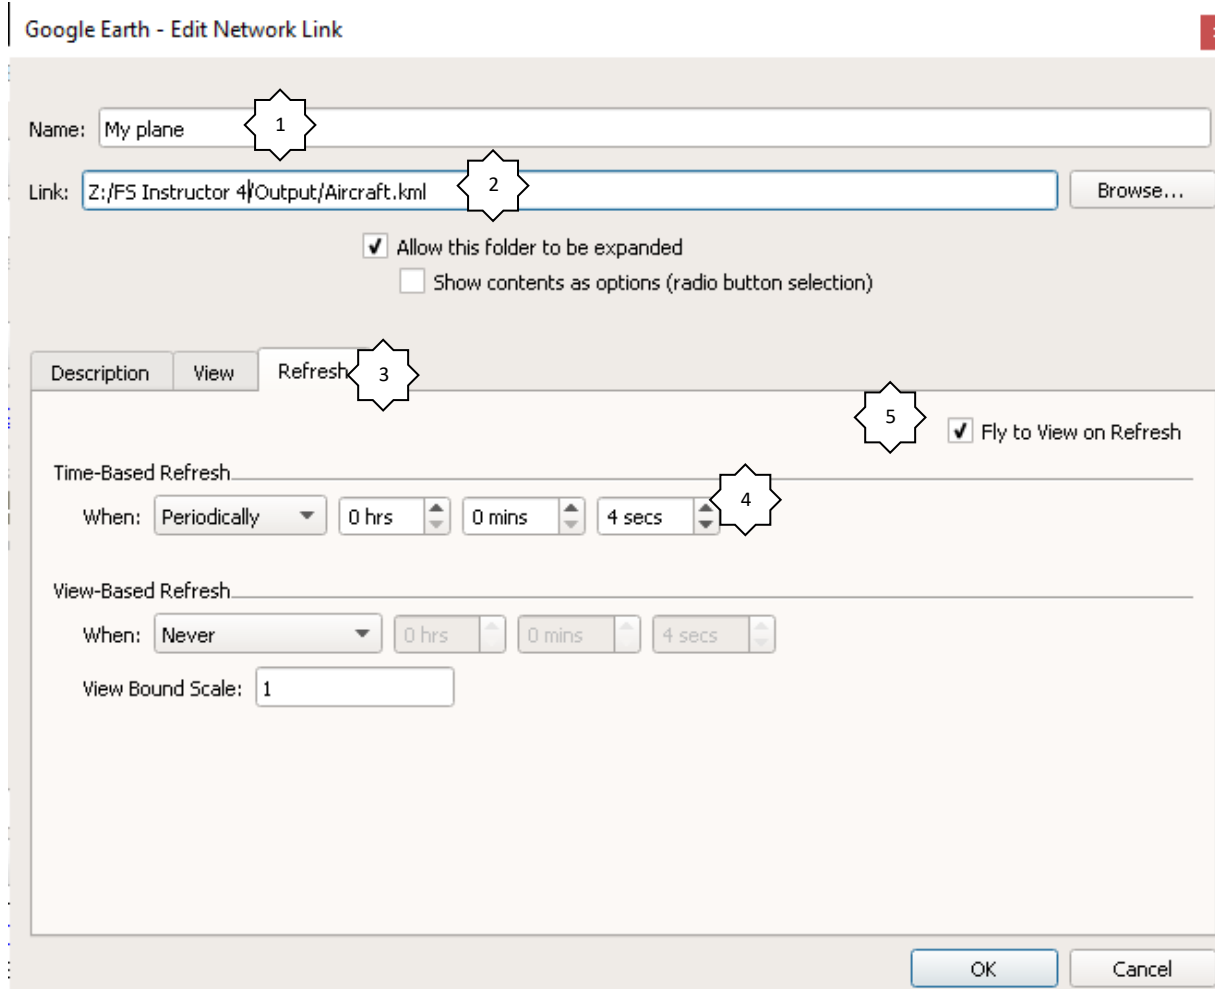 Google Earth - Edit Network Link
Name: My plane 1
Link: Z:/FS Instructor 4/Output/Aircraft.kml 2 Browse...
Allow this folder to be expanded
Show contents as options (radio button selection)
Description View Refresh 3
5 Fly to View on Refresh
Time-Based Refresh
When: Periodically 0 hrs 0 mins 4 secs 4
View-Based Refresh
When: Never 0 hrs 0 mins 4 secs
View Bound Scale: 1
OK Cancel